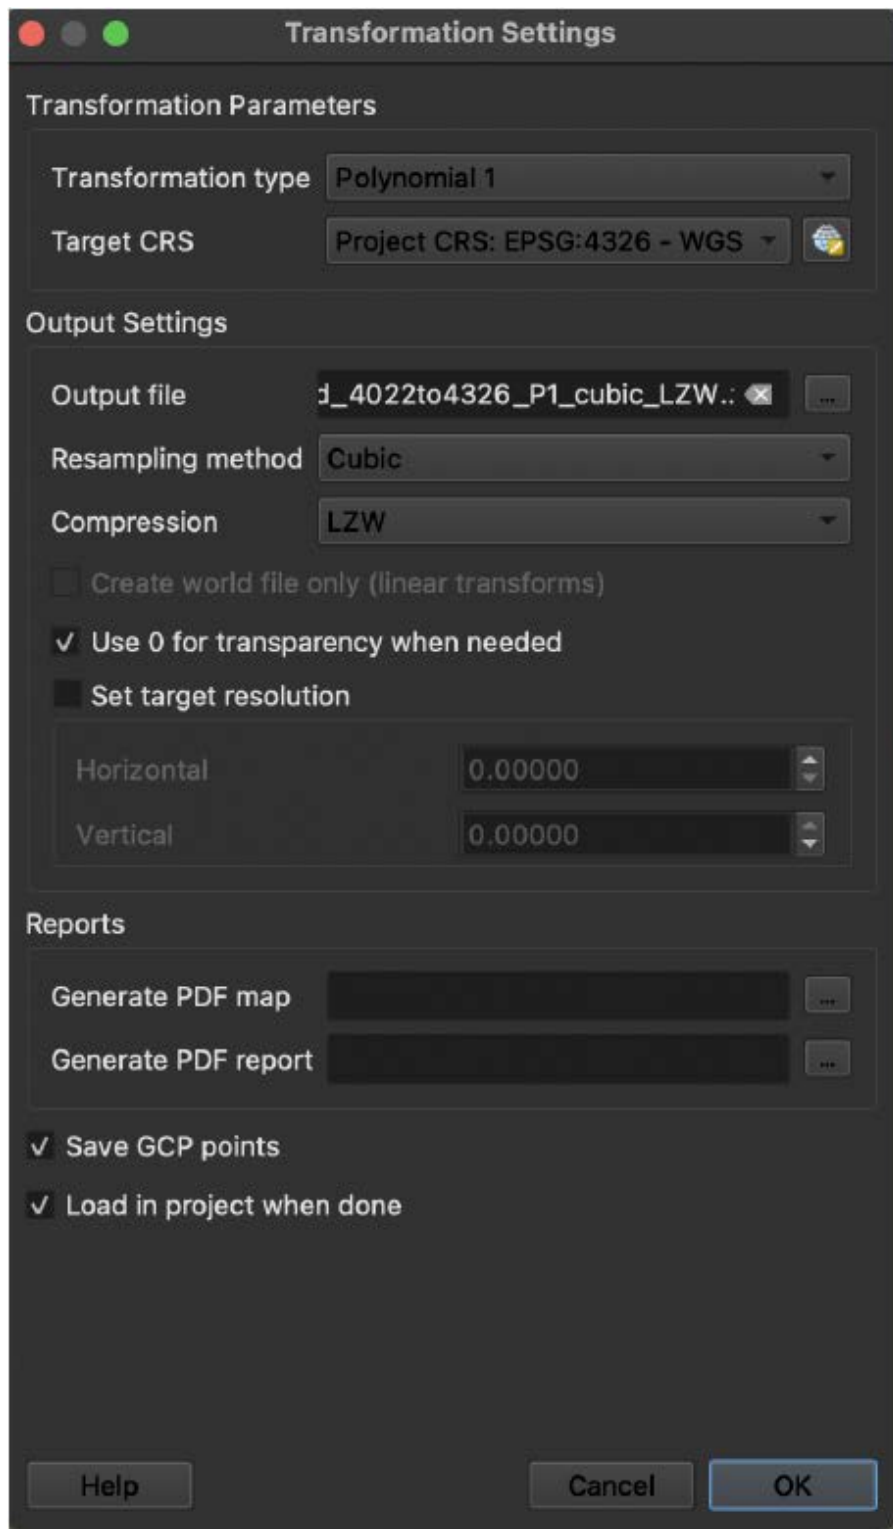 Transformation Settings
Transformation Parameters
Transformation type Polynomial 1
Target CRS Project CRS: EPSG:4326 - WGS
Output Settings
Output file d_4022to4326_P1_cubic_LZW.: ...
Resampling method Cubic
Compression LZW
Create world file only (linear transforms)
Use 0 for transparency when needed
Set target resolution
Horizontal 0.00000
Vertical 0.00000
Reports
Generate PDF map ...
Generate PDF report ...
Save GCP points
Load in project when done
Help Cancel OK